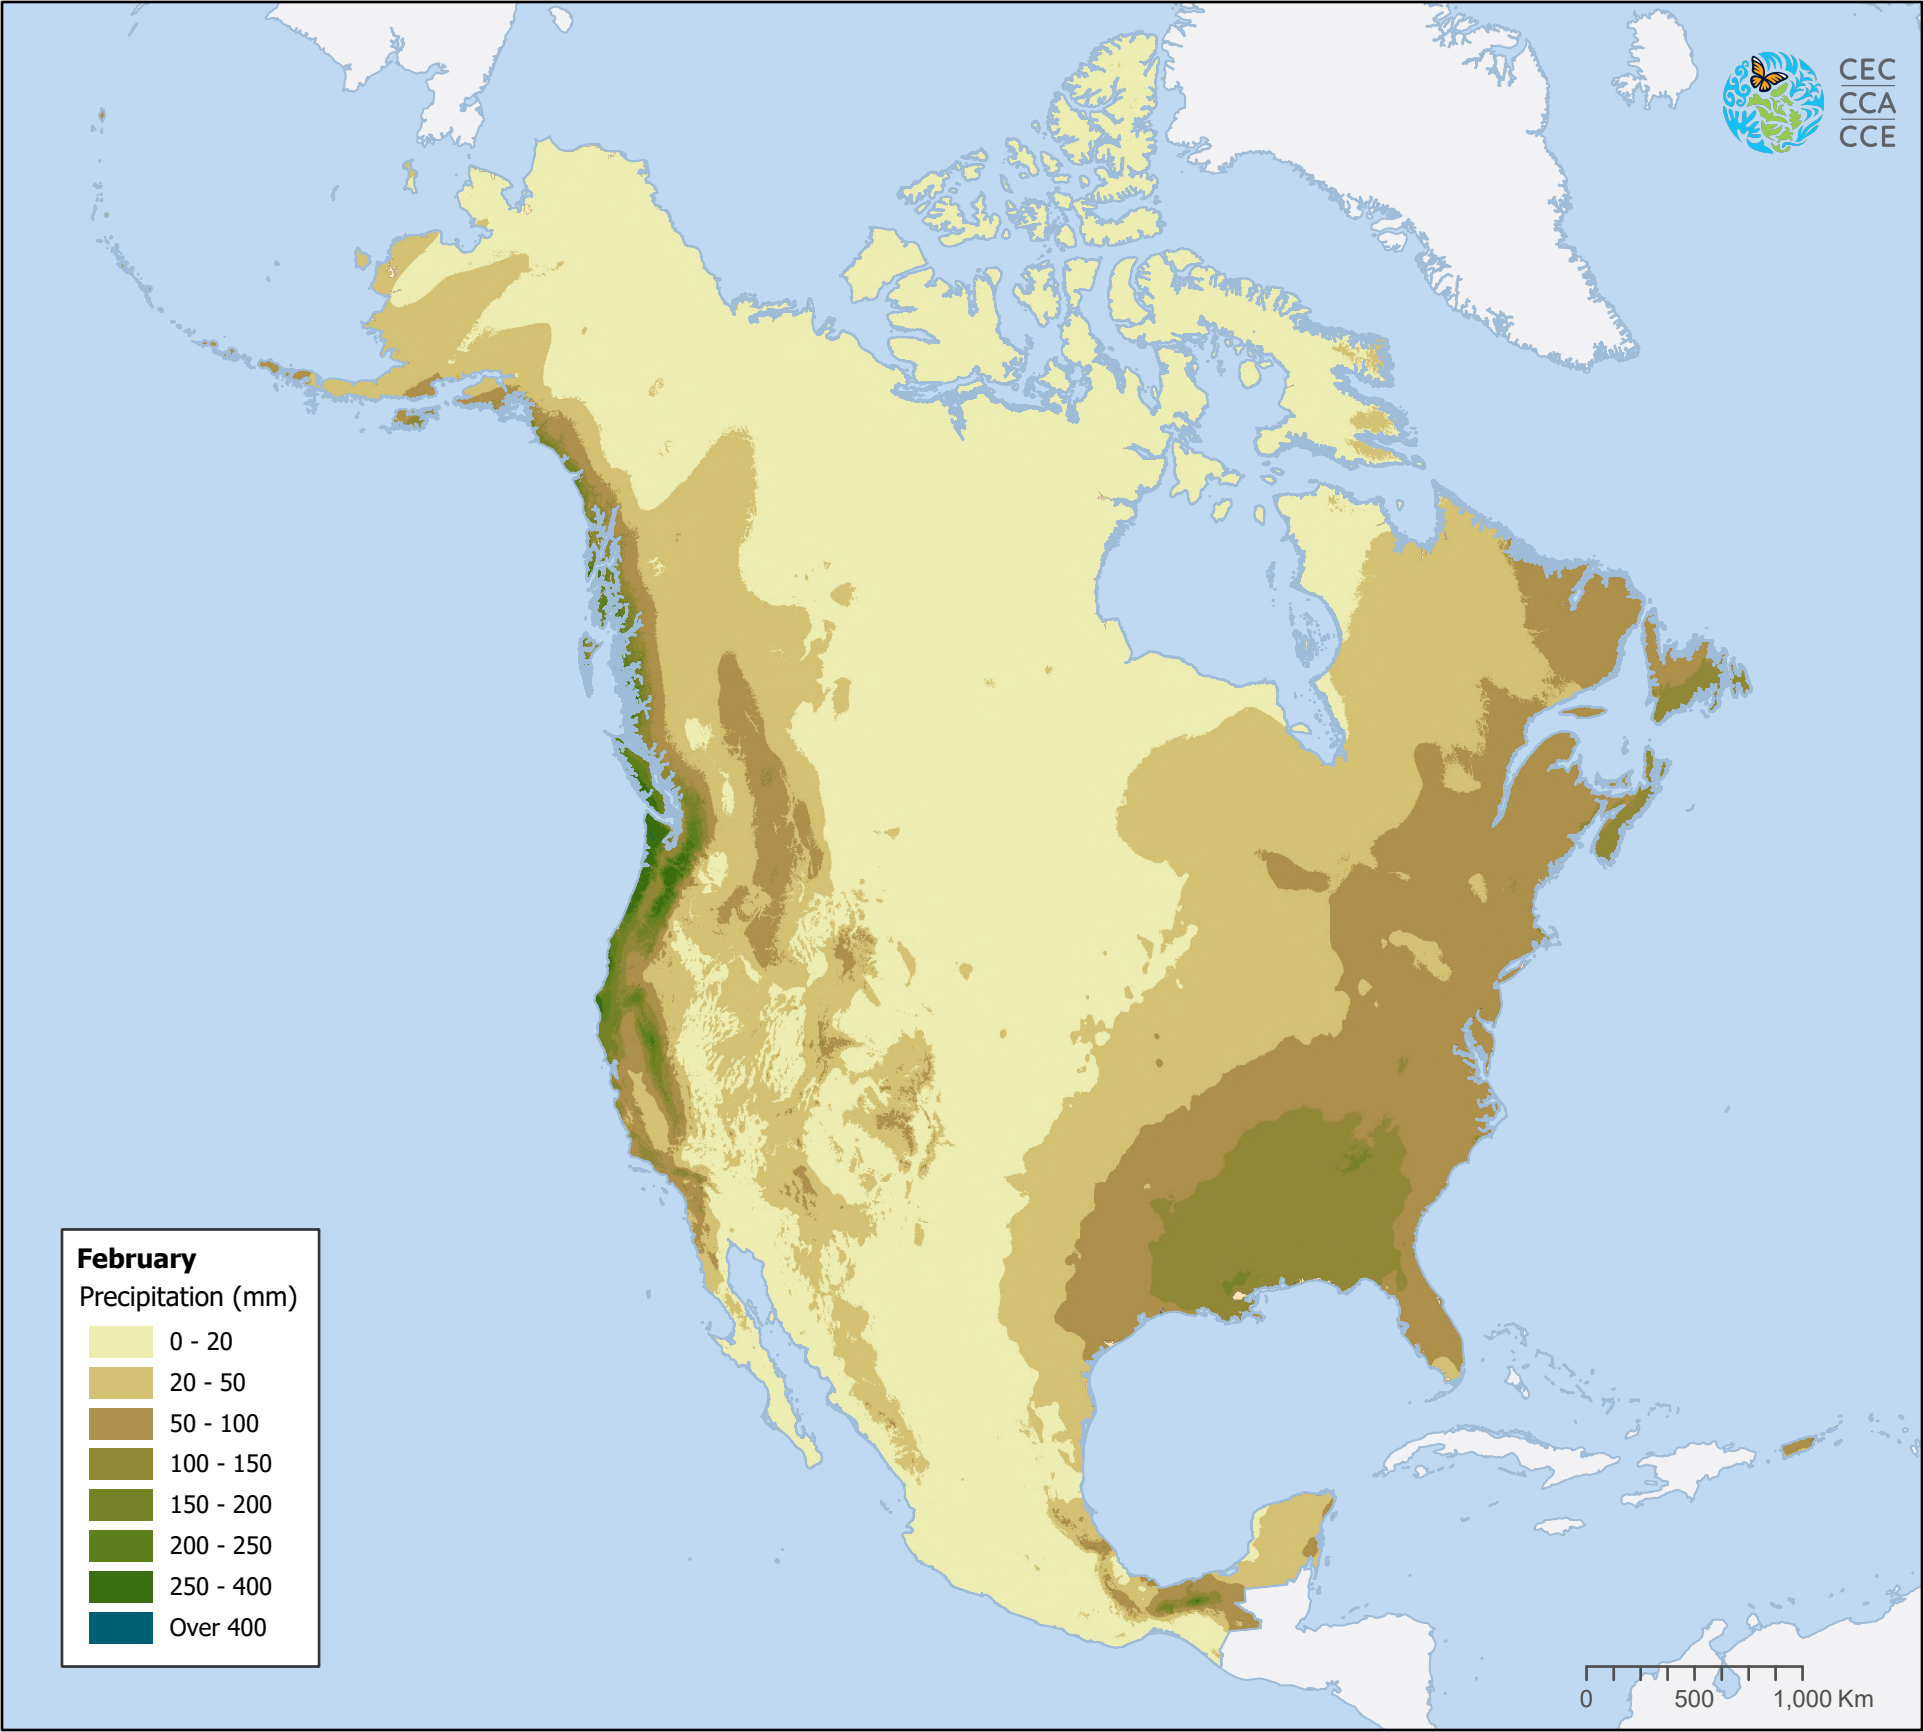 CEC
CCA
CCE
February
Precipitation (mm)
0 - 20
20 - 50
50 - 100
100 - 150
150 - 200
200 - 250
250 - 400
Over 400
0 500 1,000 Km